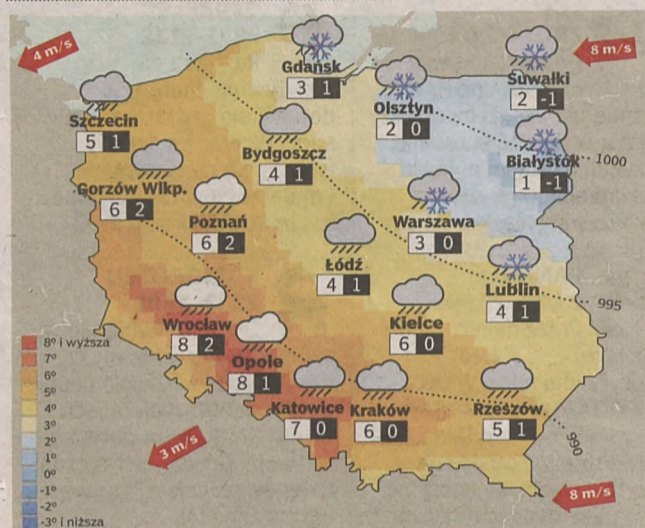 4 m/s
8 m/s
Gdańsk
3 1
Suwałki
2 -1
Szczecin
5 1
Olsztyn
2 0
Bydgoszcz
4 1
Białystok
1 -1
1000
Gorzów Wlkp.
6 2
Poznań
6 2
Warszawa
3 0
Łódź
4 1
Lublin
4 1
995
Wrocław
8 2
Kielce
6 0
Opole
8 1
Katowice
7 0
Kraków
6 0
Rzeszów
5 1
990
3 m/s
8 m/s
8° i wyższa
7°
6°
5°
4°
3°
2°
1°
0°
-1°
-2°
-3° i niższa